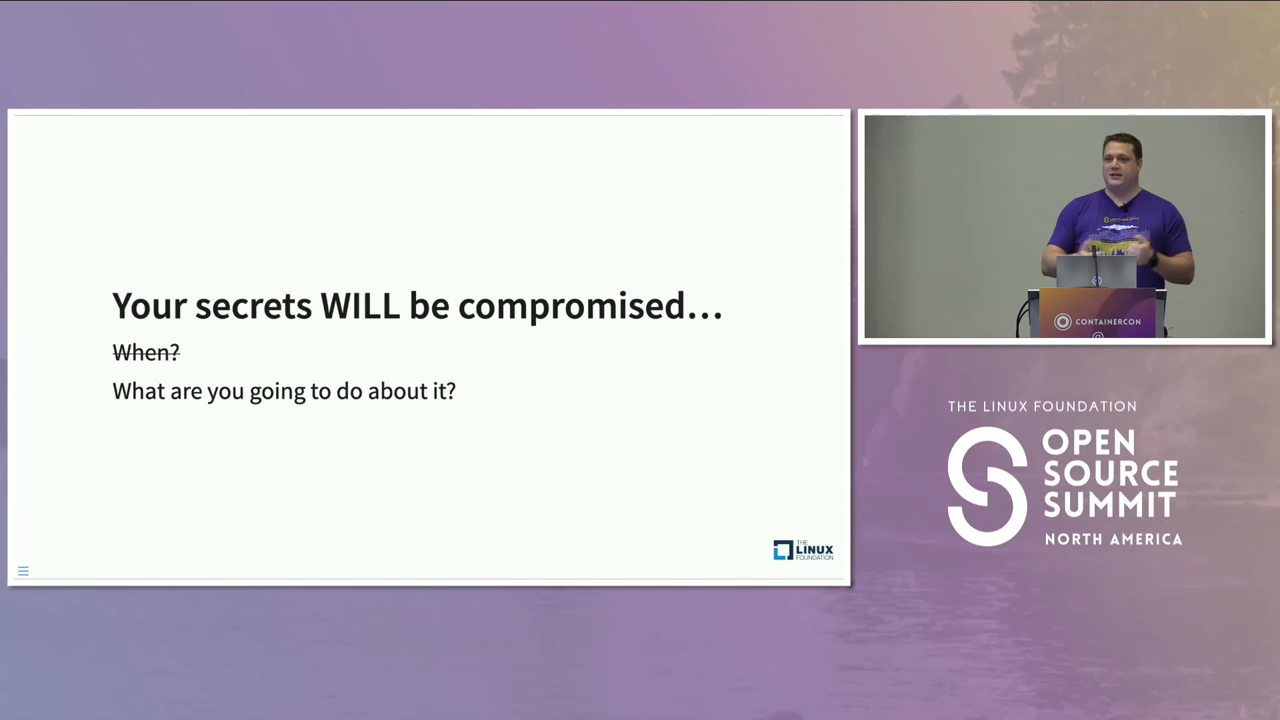 Your secrets WILL be compromised…
When?
What are you going to do about it?
THE
LINUX
FOUNDATION
CONTAINERCON
THE LINUX FOUNDATION
OPEN
SOURCE
SUMMIT
NORTH AMERICA